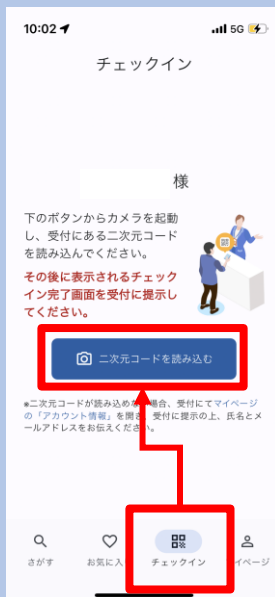 10:02
5G
チェックイン
様
下のボタンからカメラを起動
し、受付にある二次元コード
を読み込んでください。
その後に表示されるチェック
イン完了画面を受付に提示し
てください。
二次元コードを読み込む
※二次元コードが読み込めな 場合、受付にてマイページ
の「アカウント情報」を開き、受付に提示の上、氏名とメ
ールアドレスをお伝えください。
さがす お気に入 チェックイン イページ